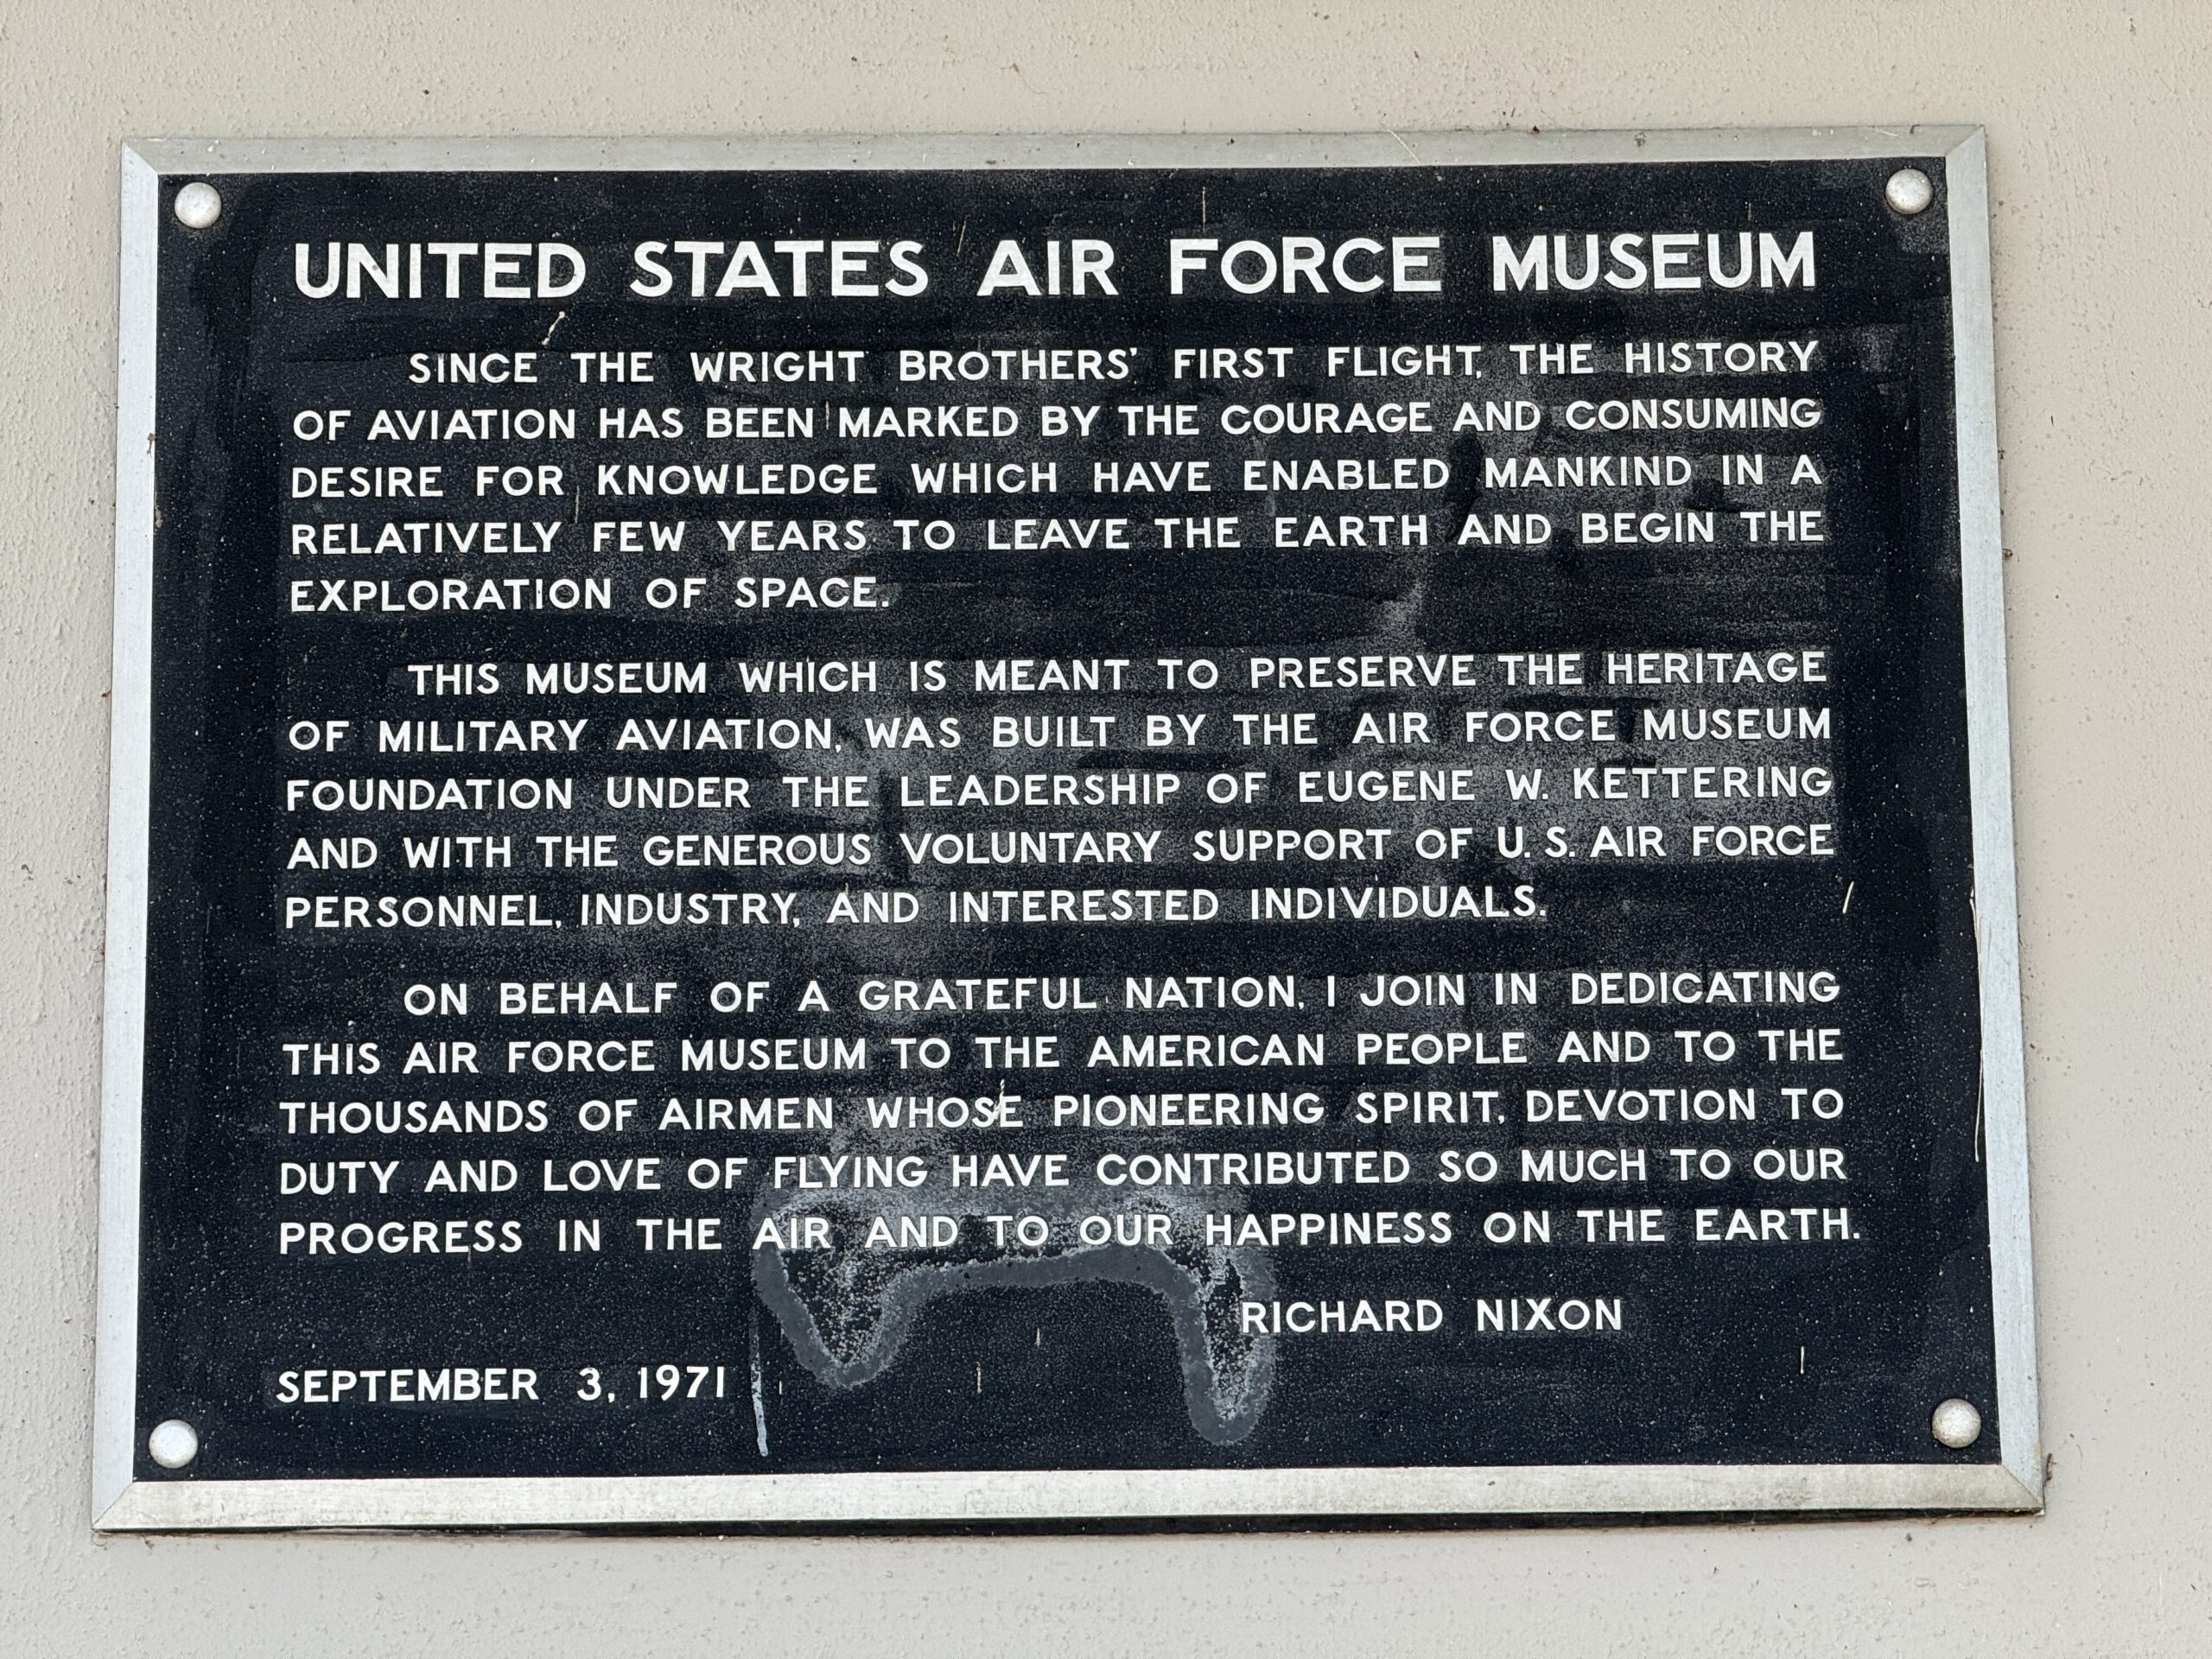 UNITED STATES AIR FORCE MUSEUM
SINCE THE WRIGHT BROTHERS' FIRST FLIGHT, THE HISTORY
OF AVIATION HAS BEEN MARKED BY THE COURAGE AND CONSUMING
DESIRE FOR KNOWLEDGE WHICH HAVE ENABLED MANKIND IN A
RELATIVELY FEW YEARS TO LEAVE THE EARTH AND BEGIN THE
EXPLORATION OF SPACE.
THIS MUSEUM WHICH IS MEANT TO PRESERVE THE HERITAGE
OF MILITARY AVIATION, WAS BUILT BY THE AIR FORCE MUSEUM
FOUNDATION UNDER THE LEADERSHIP OF EUGENE W. KETTERING
AND WITH THE GENEROUS VOLUNTARY SUPPORT OF U.S. AIR FORCE
PERSONNEL, INDUSTRY, AND INTERESTED INDIVIDUALS.
ON BEHALF OF A GRATEFUL NATION, I JOIN IN DEDICATING
THIS AIR FORCE MUSEUM TO THE AMERICAN PEOPLE AND TO THE
THOUSANDS OF AIRMEN WHOSE PIONEERING SPIRIT, DEVOTION TO
DUTY AND LOVE OF FLYING HAVE CONTRIBUTED SO MUCH TO OUR
PROGRESS IN THE AIR AND TO OUR HAPPINESS ON THE EARTH.
RICHARD NIXON
SEPTEMBER 3, 1971